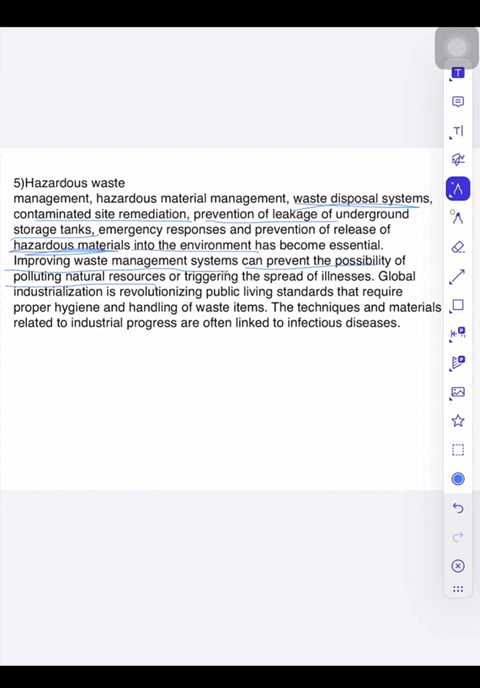 5)Hazardous waste
management, hazardous material management, waste disposal systems,
contaminated site remediation, prevention of leakage of underground
storage tanks, emergency responses and prevention of release of
hazardous materials into the environment has become essential.
Improving waste management systems can prevent the possibility of
polluting natural resources or triggering the spread of illnesses. Global
industrialization is revolutionizing public living standards that require
proper hygiene and handling of waste items. The techniques and materials
related to industrial progress are often linked to infectious diseases.